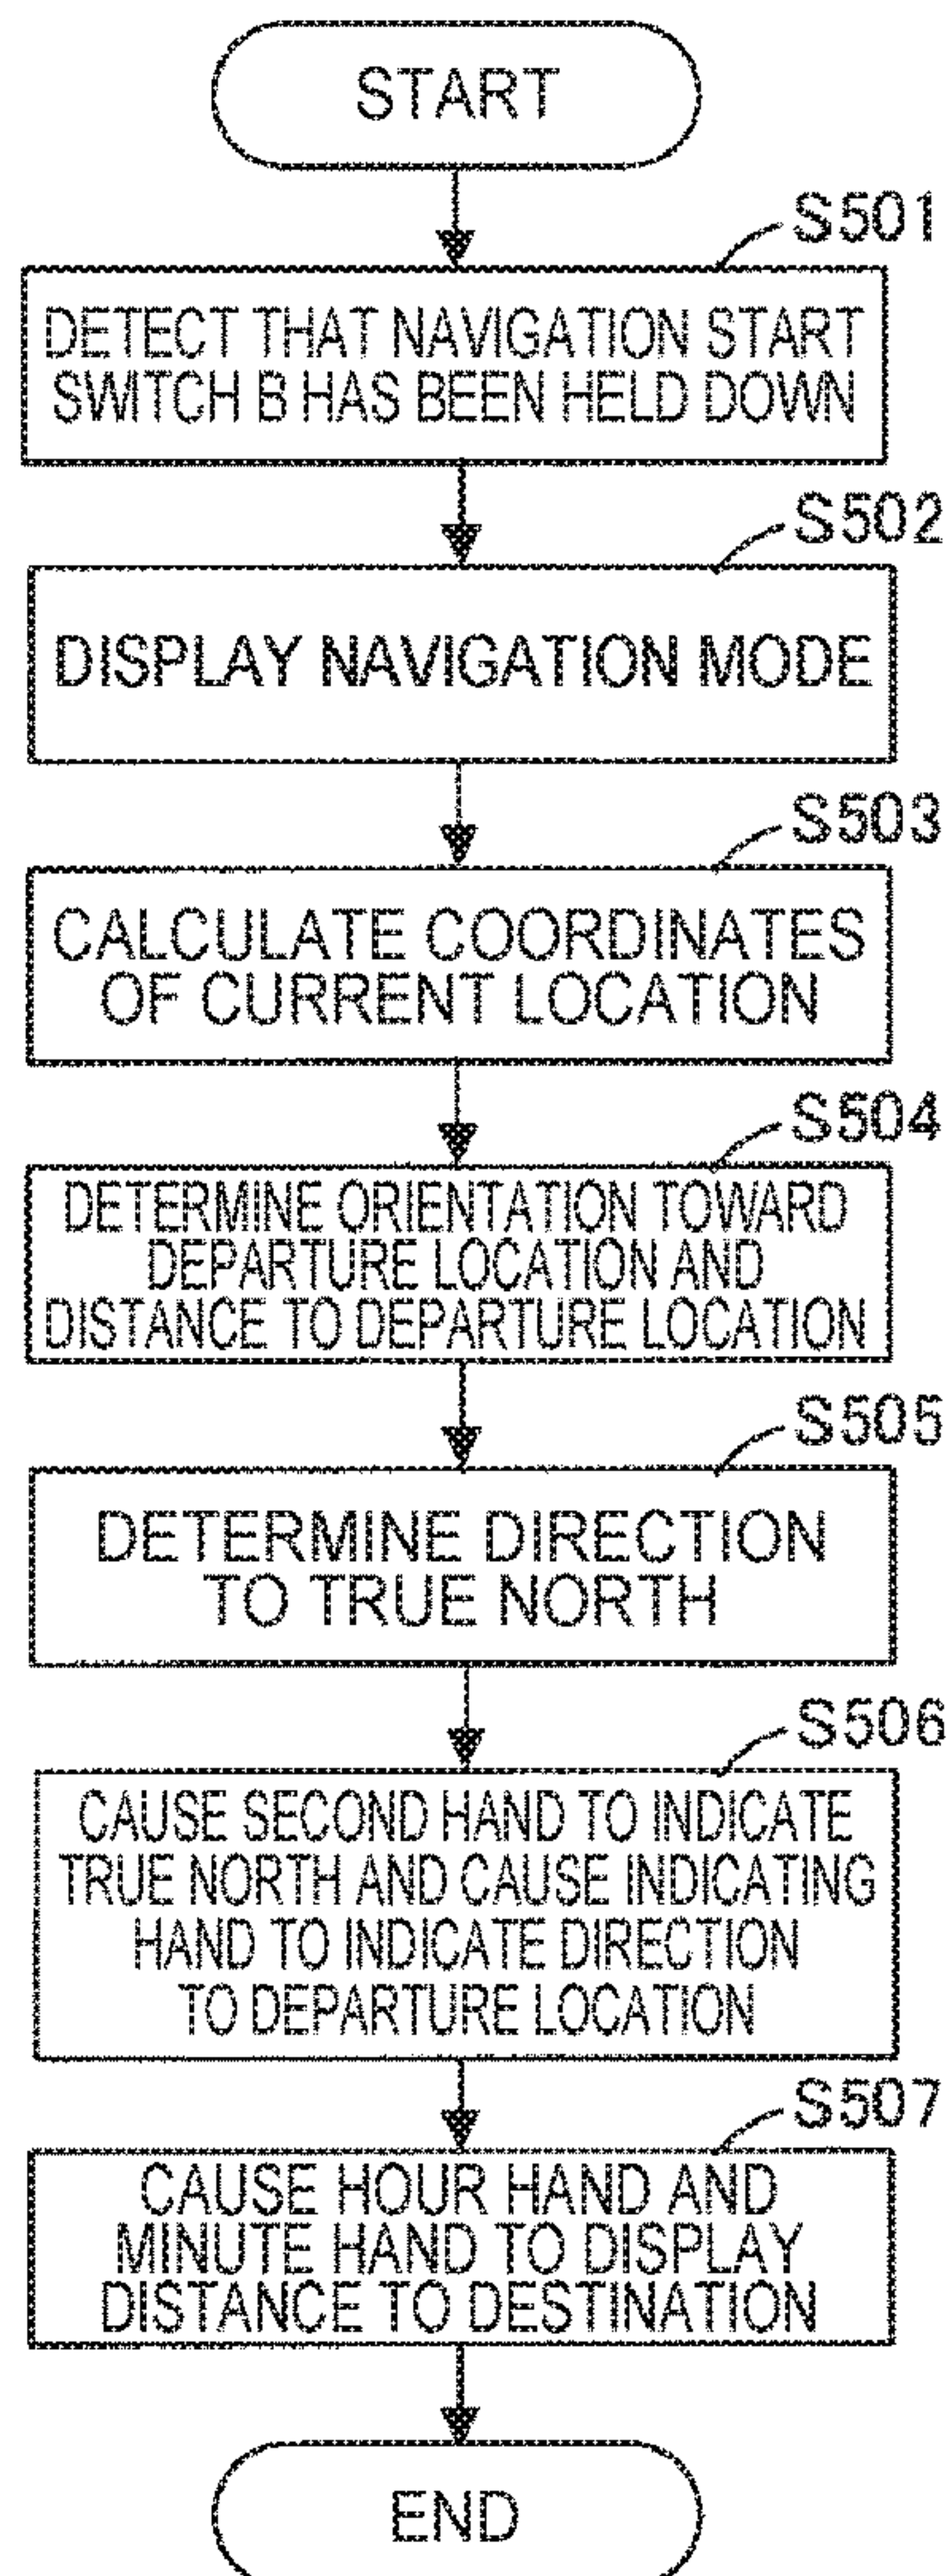 START
S501
DETECT THAT NAVIGATION START
SWITCH B HAS BEEN HELD DOWN
S502
DISPLAY NAVIGATION MODE
S503
CALCULATE COORDINATES
OF CURRENT LOCATION
S504
DETERMINE ORIENTATION TOWARD
DEPARTURE LOCATION AND
DISTANCE TO DEPARTURE LOCATION
S505
DETERMINE DIRECTION
TO TRUE NORTH
S506
CAUSE SECOND HAND TO INDICATE
TRUE NORTH AND CAUSE INDICATING
HAND TO INDICATE DIRECTION
TO DEPARTURE LOCATION
S507
CAUSE HOUR HAND AND
MINUTE HAND TO DISPLAY
DISTANCE TO DESTINATION
END